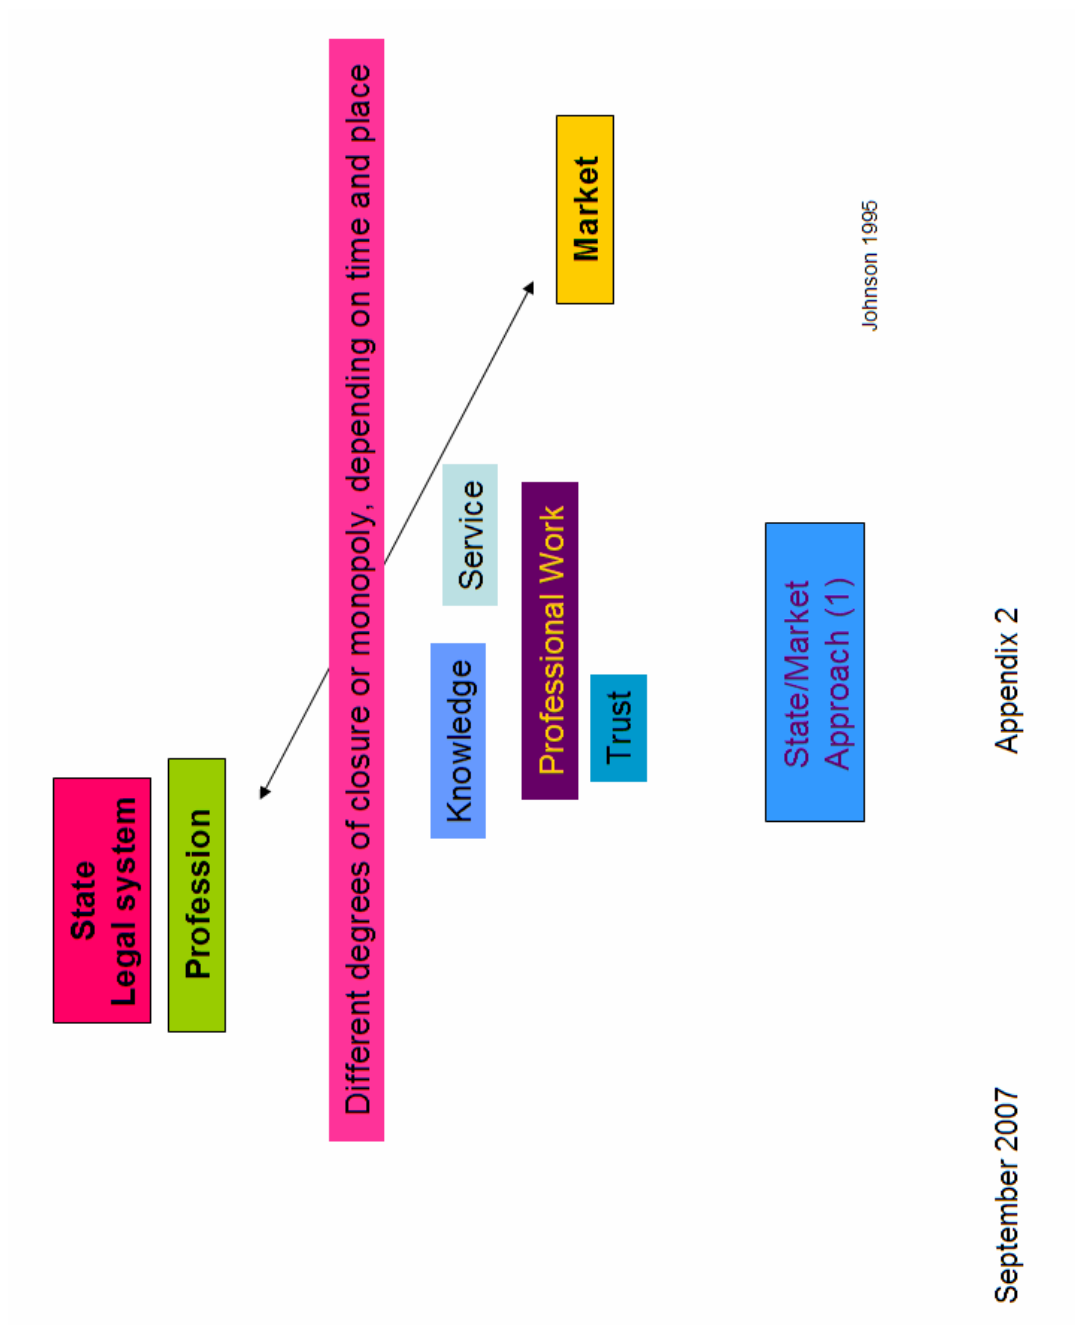 State
Legal system
Profession
Different degrees of closure or monopoly, depending on time and place
Knowledge
Service
Professional Work
Market
Trust
State/Market
Approach (1)
Johnson 1995
September 2007
Appendix 2